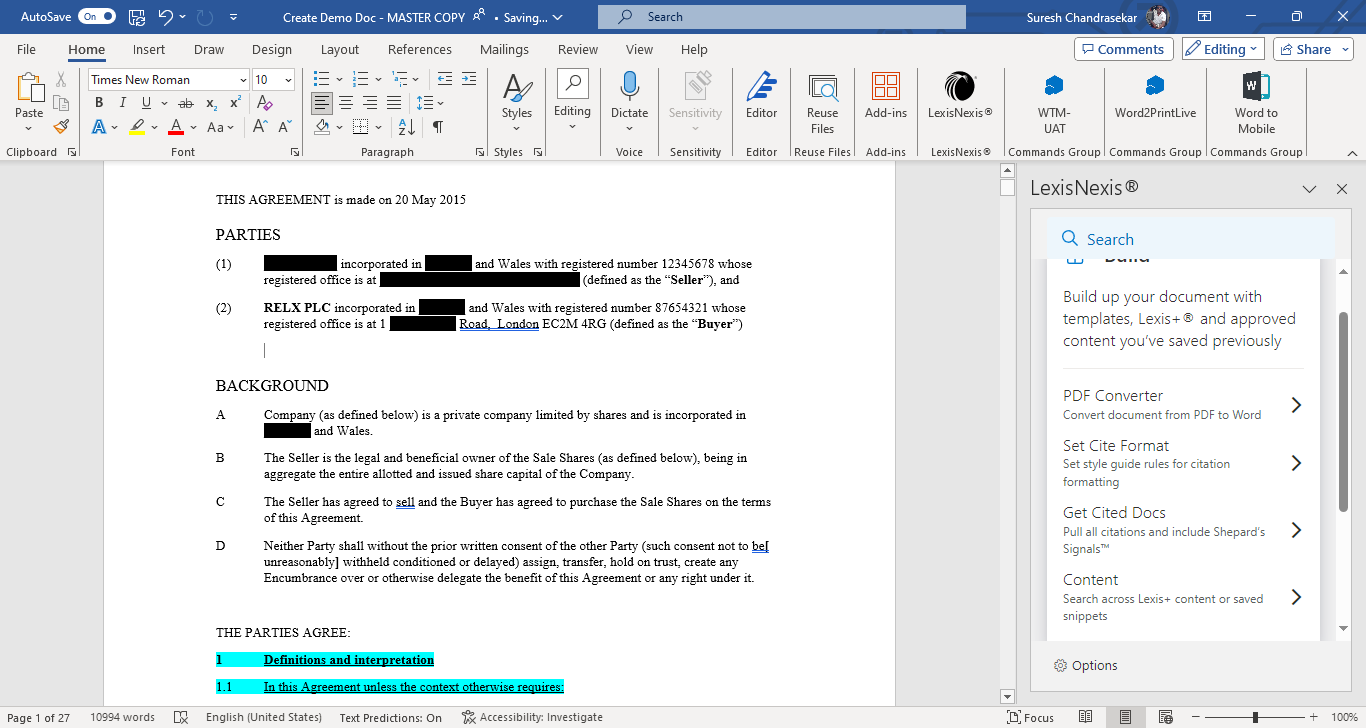 AutoSave On Create Demo Doc - MASTER COPY • Saving... Search Suresh Chandrasekar
File Home Insert Draw Design Layout References Mailings Review View Help Comments Editing Share
Times New Roman 10
B I U ab x₂ x² A
A A Aa A A
Paste Styles Editing Dictate Sensitivity Editor Reuse Files Add-ins LexisNexis® WTM-UAT Word2PrintLive Word to Mobile
Clipboard Font Paragraph Styles Voice Sensitivity Editor Reuse Files Add-ins LexisNexis® Commands Group Commands Group Commands Group
THIS AGREEMENT is made on 20 May 2015
PARTIES
(1) incorporated in and Wales with registered number 12345678 whose
registered office is at (defined as the “Seller”), and
(2) RELX PLC incorporated in and Wales with registered number 87654321 whose
registered office is at 1 Road, London EC2M 4RG (defined as the “Buyer”)
BACKGROUND
A Company (as defined below) is a private company limited by shares and is incorporated in
and Wales.
B The Seller is the legal and beneficial owner of the Sale Shares (as defined below), being in
aggregate the entire allotted and issued share capital of the Company.
C The Seller has agreed to sell and the Buyer has agreed to purchase the Sale Shares on the terms
of this Agreement.
D Neither Party shall without the prior written consent of the other Party (such consent not to be[
unreasonably] withheld conditioned or delayed) assign, transfer, hold on trust, create any
Encumbrance over or otherwise delegate the benefit of this Agreement or any right under it.
THE PARTIES AGREE:
1 Definitions and interpretation
1.1 In this Agreement unless the context otherwise requires:
LexisNexis®
Search
Build
Build up your document with
templates, Lexis+® and approved
content you’ve saved previously
PDF Converter
Convert document from PDF to Word
Set Cite Format
Set style guide rules for citation
formatting
Get Cited Docs
Pull all citations and include Shepard’s
Signals™
Content
Search across Lexis+ content or saved
snippets
Options
Page 1 of 27 10994 words English (United States) Text Predictions: On Accessibility: Investigate Focus 100%